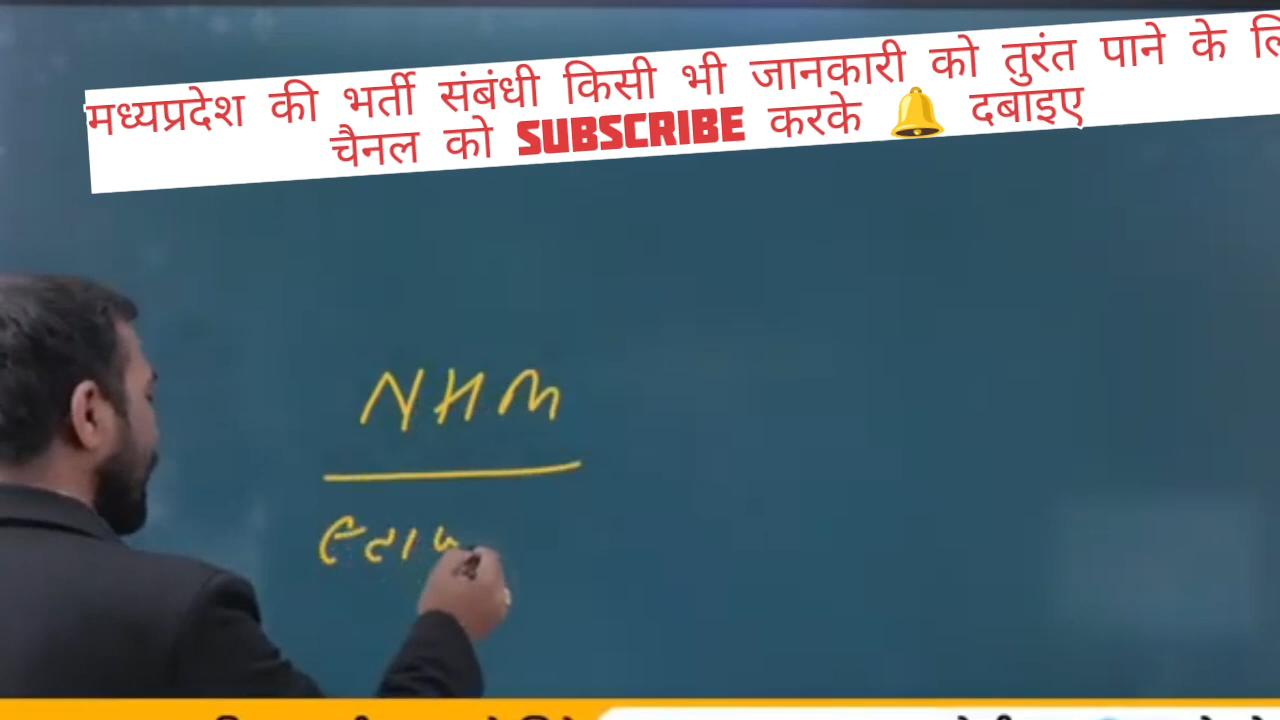 मध्यप्रदेश की भर्ती संबंधी किसी भी जानकारी को तुरंत पाने के लि
चैनल को SUBSCRIBE करके 🔔 दबाइए
NHM